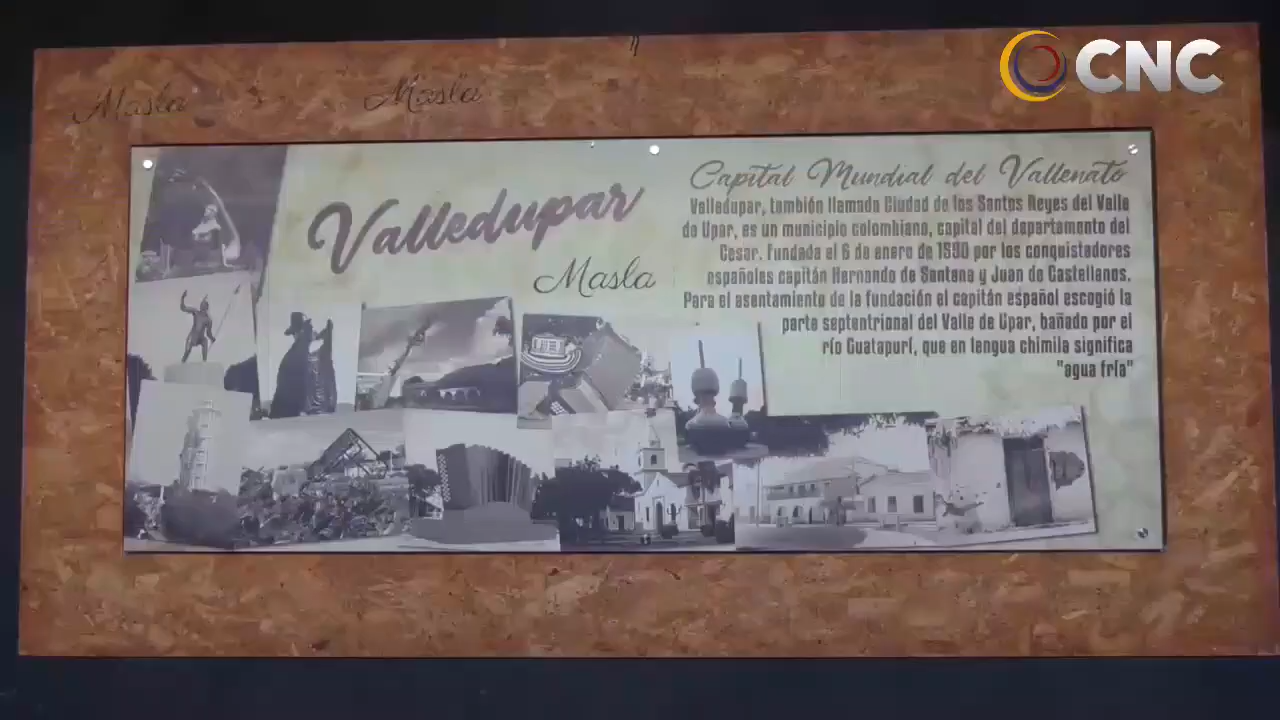 CNC
Masla
Masla
Valledupar
Masla
Capital Mundial del Vallenato
Valledupar, también llamada Ciudad de los Santos Reyes del Valle
de Upar, es un municipio colombiano, capital del departamento del
Cesar. Fundada el 6 de enero de 1590 por los conquistadores
españoles capitán Hernando de Santana y Juan de Castellanos.
Para el asentamiento de la fundación el capitán español escogió la
parte septentrional del Valle de Upar, bañado por el
río Guatapurí, que en lengua chimila significa
"agua fría"